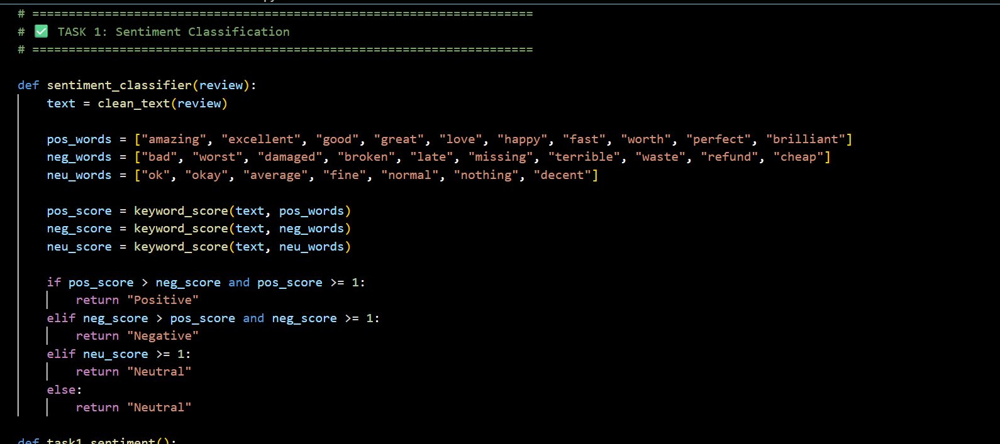 # =====================================================================
# ✅ TASK 1: Sentiment Classification
# =====================================================================
def sentiment_classifier(review):
    text = clean_text(review)
    pos_words = ["amazing", "excellent", "good", "great", "love", "happy", "fast", "worth", "perfect", "brilliant"]
    neg_words = ["bad", "worst", "damaged", "broken", "late", "missing", "terrible", "waste", "refund", "cheap"]
    neu_words = ["ok", "okay", "average", "fine", "normal", "nothing", "decent"]
    pos_score = keyword_score(text, pos_words)
    neg_score = keyword_score(text, neg_words)
    neu_score = keyword_score(text, neu_words)
    if pos_score > neg_score and pos_score >= 1:
        return "Positive"
    elif neg_score > pos_score and neg_score >= 1:
        return "Negative"
    elif neu_score >= 1:
        return "Neutral"
    else:
        return "Neutral"
def task1_sentiment():